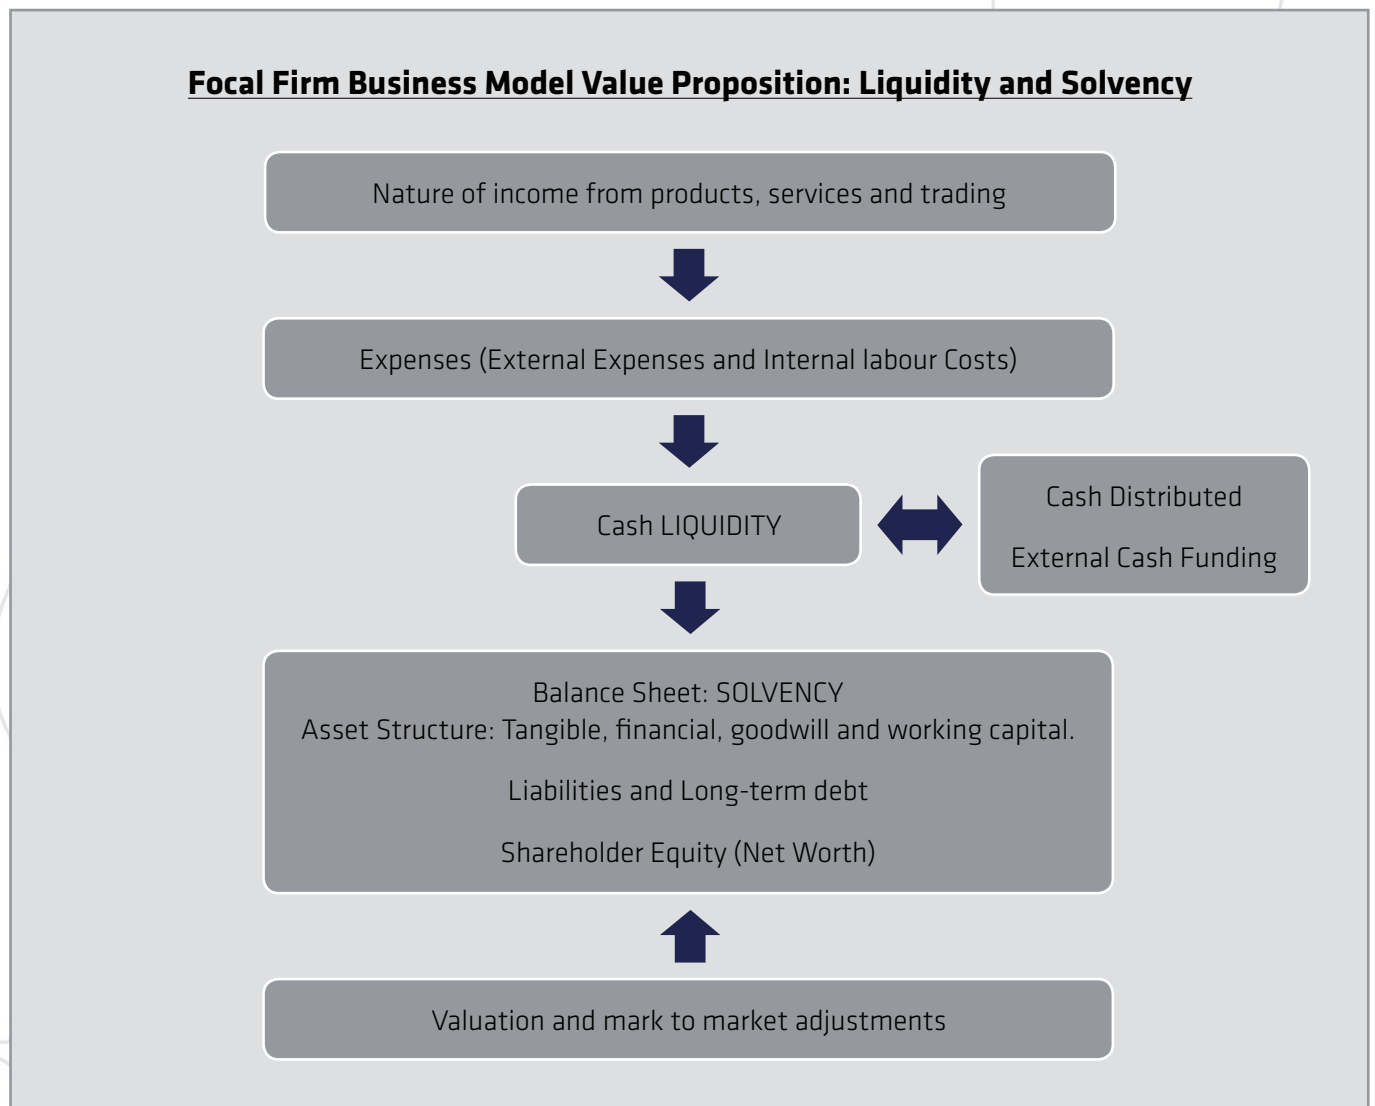 Focal Firm Business Model Value Proposition: Liquidity and Solvency
Nature of income from products, services and trading
Expenses (External Expenses and Internal labour Costs)
Cash LIQUIDITY
Cash Distributed
External Cash Funding
Balance Sheet: SOLVENCY
Asset Structure: Tangible, financial, goodwill and working capital.
Liabilities and Long-term debt
Shareholder Equity (Net Worth)
Valuation and mark to market adjustments